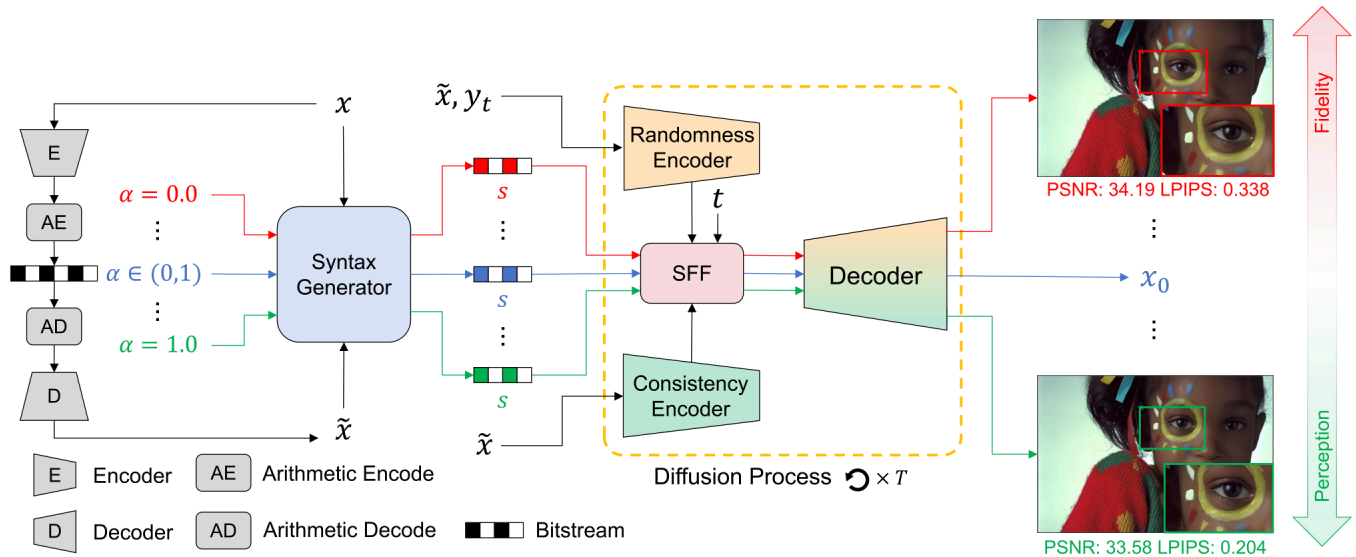 x
E
AE
AD
D
α = 0.0
⋮
α ∈ (0,1)
⋮
α = 1.0
Syntax
Generator
x̃
s
⋮
s
⋮
s
x̃, y_t
Randomness
Encoder
t
SFF
Consistency
Encoder
x̃
Decoder
Diffusion Process × T
PSNR: 34.19 LPIPS: 0.338
⋮
x₀
⋮
PSNR: 33.58 LPIPS: 0.204
Fidelity
Perception
E Encoder
AE Arithmetic Encode
D Decoder
AD Arithmetic Decode
Bitstream